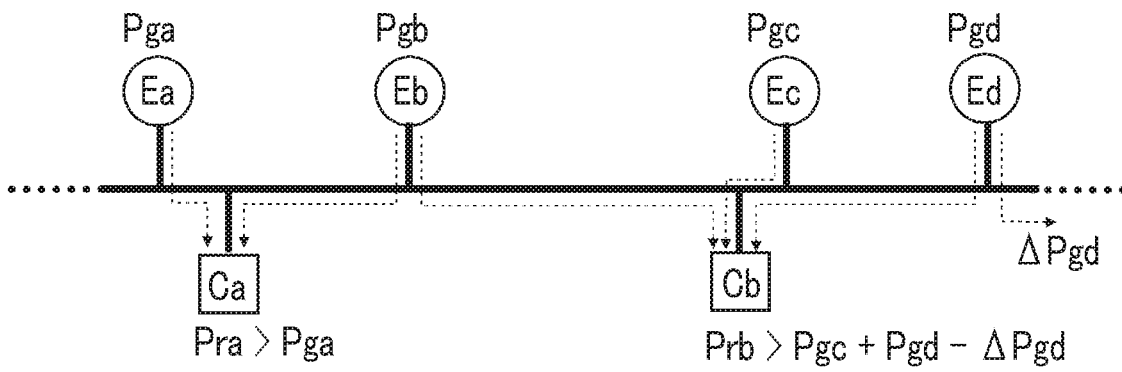 Pga Pgb Pgc Pgd
Ea Eb Ec Ed
ΔPgd
Ca Cb
Pra > Pga Prb > Pgc + Pgd - ΔPgd